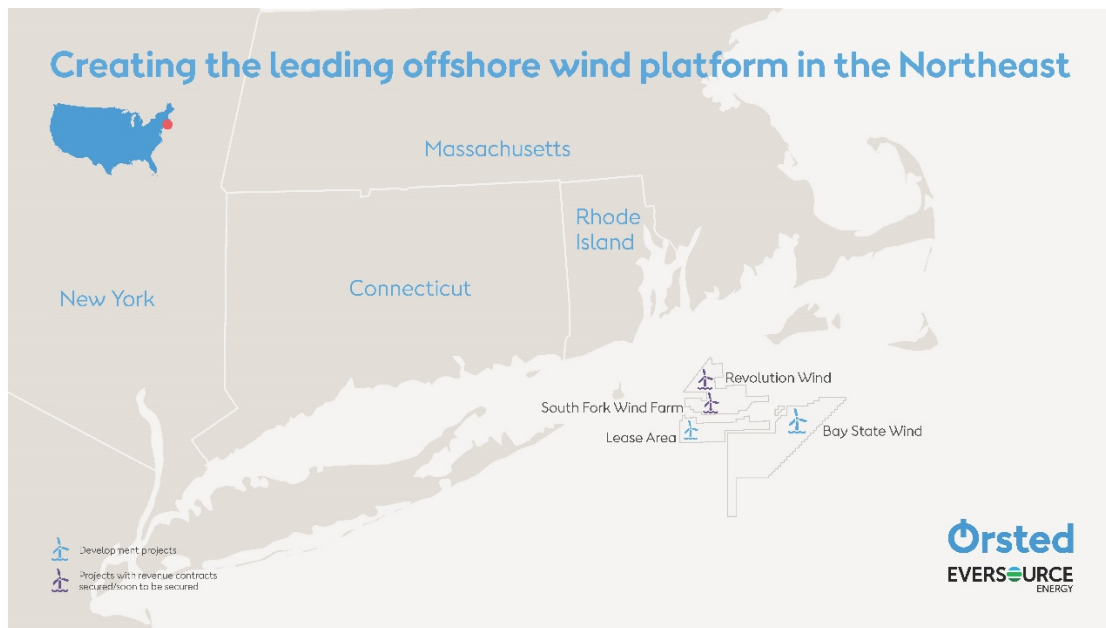 Creating the leading offshore wind platform in the Northeast
Massachusetts
Rhode
Island
Connecticut
New York
Revolution Wind
South Fork Wind Farm
Bay State Wind
Lease Area
Development projects
Projects with revenue contracts
secured/soon to be secured
Ørsted
EVERSOURCE
ENERGY